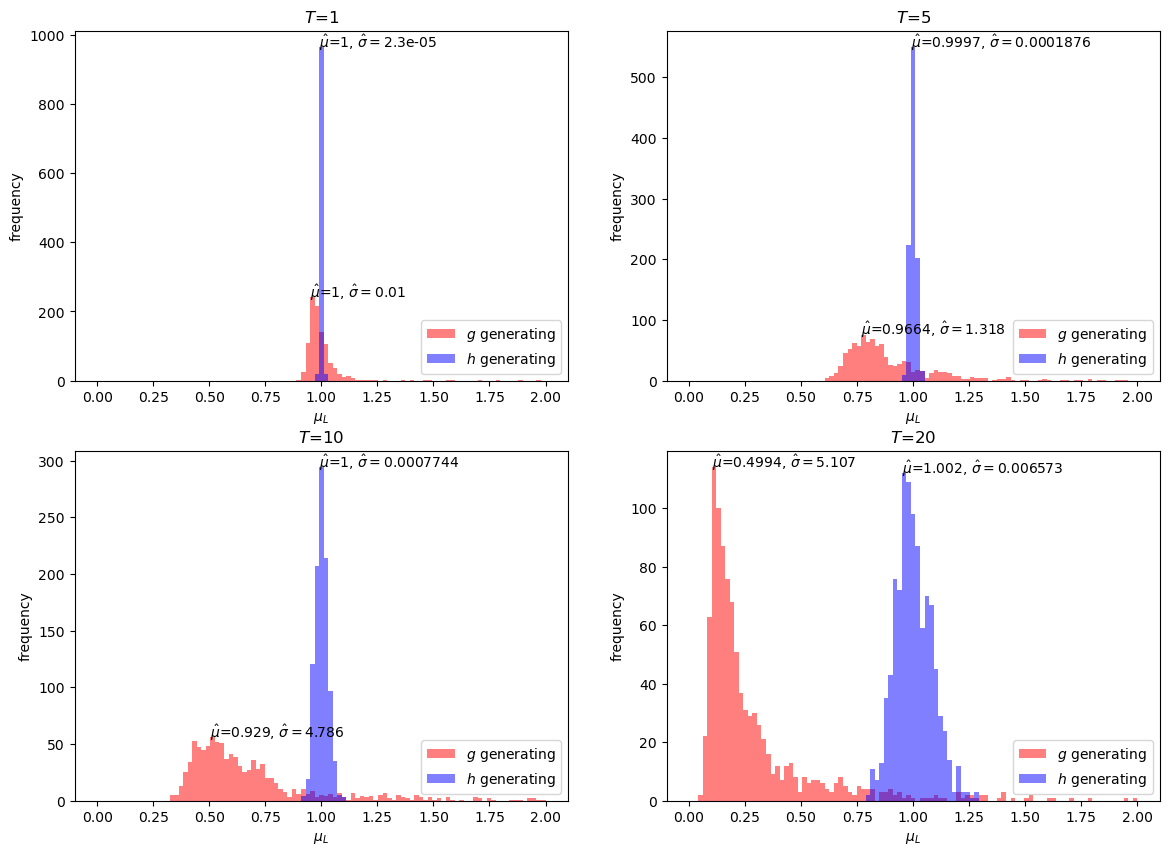 T=1
μ̂=1, σ̂ = 2.3e-05
μ̂=1, σ̂ = 0.01
1000
800
600
400
200
0
frequency
g generating
h generating
0.00 0.25 0.50 0.75 1.00 1.25 1.50 1.75 2.00
μ_L
T=5
μ̂=0.9997, σ̂ = 0.0001876
μ̂=0.9664, σ̂ = 1.318
500
400
300
200
100
0
frequency
g generating
h generating
0.00 0.25 0.50 0.75 1.00 1.25 1.50 1.75 2.00
μ_L
T=10
μ̂=1, σ̂ = 0.0007744
μ̂=0.929, σ̂ = 4.786
300
250
200
150
100
50
0
frequency
g generating
h generating
0.00 0.25 0.50 0.75 1.00 1.25 1.50 1.75 2.00
μ_L
T=20
μ̂=0.4994, σ̂ = 5.107
μ̂=1.002, σ̂ = 0.006573
100
80
60
40
20
0
frequency
g generating
h generating
0.00 0.25 0.50 0.75 1.00 1.25 1.50 1.75 2.00
μ_L